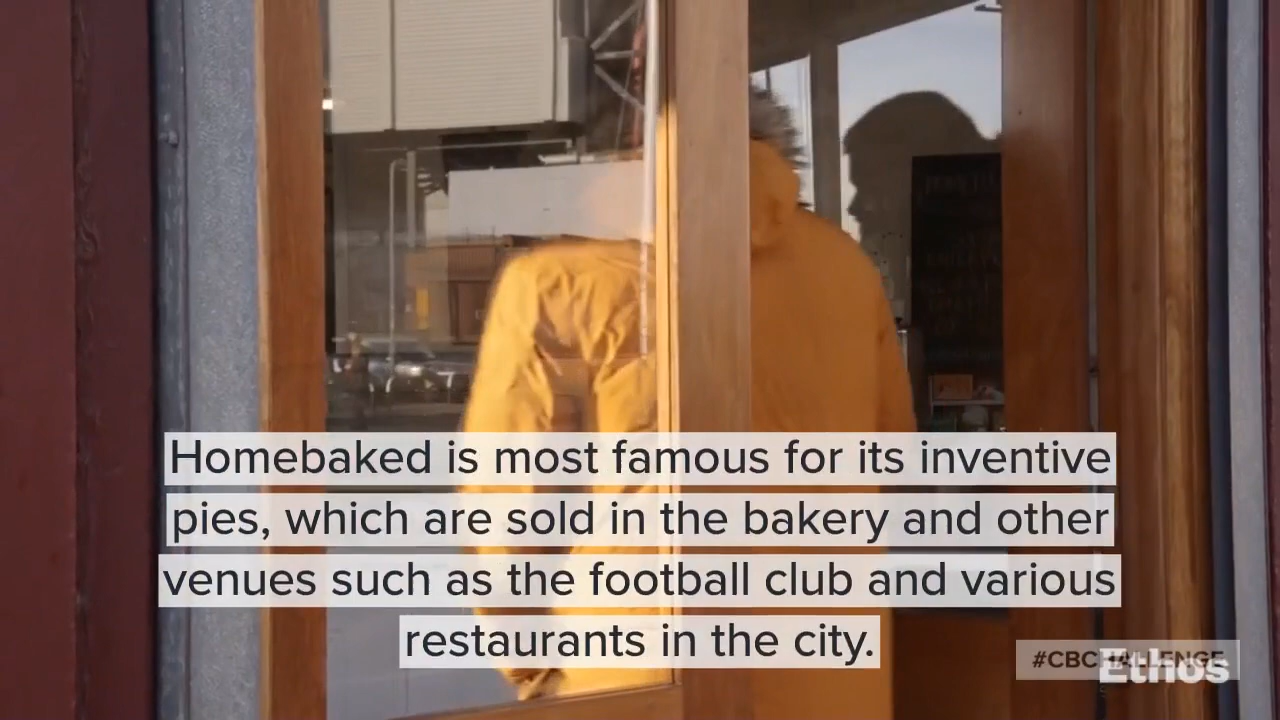 Homebaked is most famous for its inventive
pies, which are sold in the bakery and other
venues such as the football club and various
restaurants in the city.
#CBCHALLENGE
Ethos